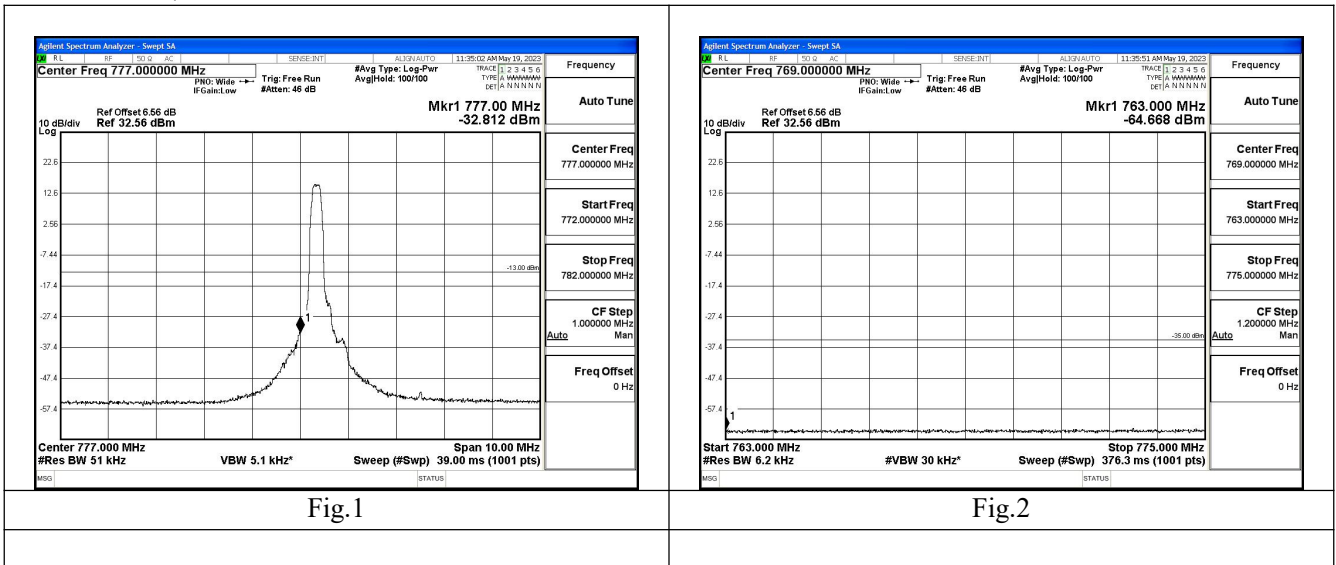 Agilent Spectrum Analyzer - Swept SA
RL RF 50 Ω AC SENSE:INT ALIGN AUTO 11:35:02 AM May 19, 2023
Center Freq 777.000000 MHz
PNO: Wide
IFGain:Low
Trig: Free Run
#Atten: 46 dB
#Avg Type: Log-Pwr
Avg|Hold: 100/100
TRACE 1 2 3 4 5 6
TYPE A WWWWW
DET A N N N N N
Mkr1 777.00 MHz
-32.812 dBm
Ref Offset 6.56 dB
10 dB/div Ref 32.56 dBm
Log
22.6
12.6
2.56
-7.44
-13.00 dBm
-17.4
-27.4
1
-37.4
-47.4
-57.4
Center 777.000 MHz Span 10.00 MHz
#Res BW 51 kHz VBW 5.1 kHz* Sweep (#Swp) 39.00 ms (1001 pts)
MSG STATUS
Frequency
Auto Tune
Center Freq
777.000000 MHz
Start Freq
772.000000 MHz
Stop Freq
782.000000 MHz
CF Step
1.000000 MHz
Auto Man
Freq Offset
0 Hz
Fig.1
Agilent Spectrum Analyzer - Swept SA
RL RF 50 Ω AC SENSE:INT ALIGN AUTO 11:35:51 AM May 19, 2023
Center Freq 769.000000 MHz
PNO: Wide
IFGain:Low
Trig: Free Run
#Atten: 46 dB
#Avg Type: Log-Pwr
Avg|Hold: 100/100
TRACE 1 2 3 4 5 6
TYPE A WWWWW
DET A N N N N N
Mkr1 763.000 MHz
-64.668 dBm
Ref Offset 6.56 dB
10 dB/div Ref 32.56 dBm
Log
22.6
12.6
2.56
-7.44
-17.4
-27.4
-35.00 dBm
-37.4
-47.4
-57.4
1
Start 763.000 MHz Stop 775.000 MHz
#Res BW 6.2 kHz #VBW 30 kHz* Sweep (#Swp) 376.3 ms (1001 pts)
MSG STATUS
Frequency
Auto Tune
Center Freq
769.000000 MHz
Start Freq
763.000000 MHz
Stop Freq
775.000000 MHz
CF Step
1.200000 MHz
Auto Man
Freq Offset
0 Hz
Fig.2